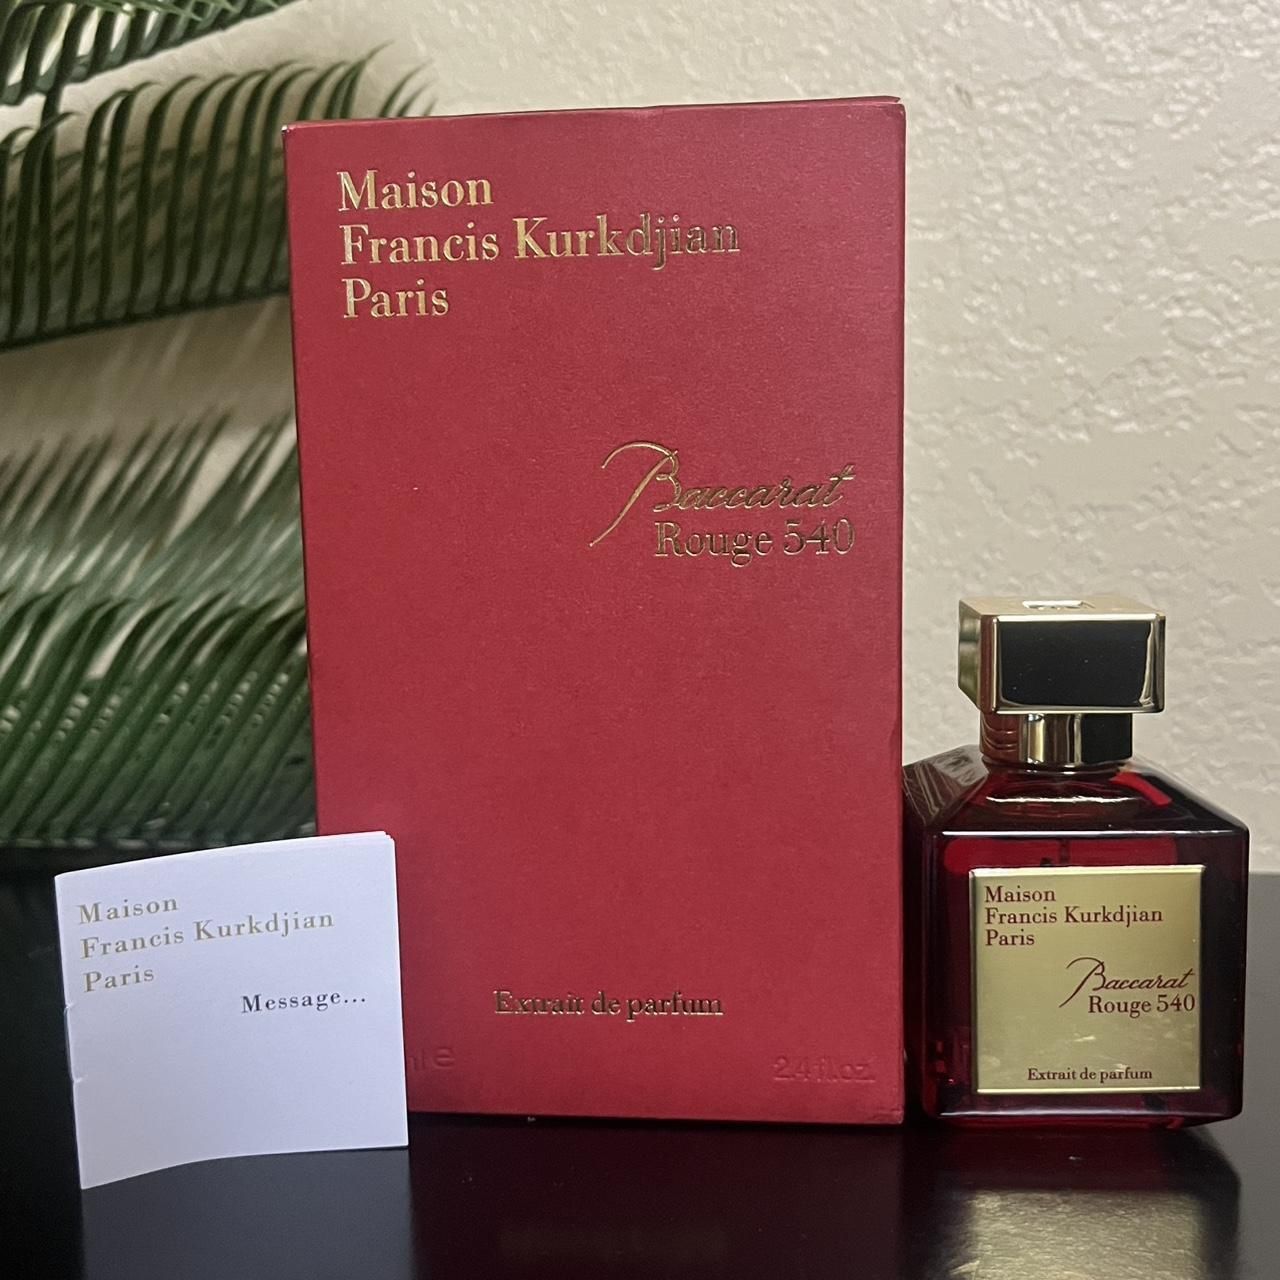 Maison
Francis Kurkdjian
Paris
Baccarat
Rouge 540
Extrait de parfum
2.4 fl.oz.
Maison
Francis Kurkdjian
Paris
Message...
Maison
Francis Kurkdjian
Paris
Baccarat
Rouge 540
Extrait de parfum